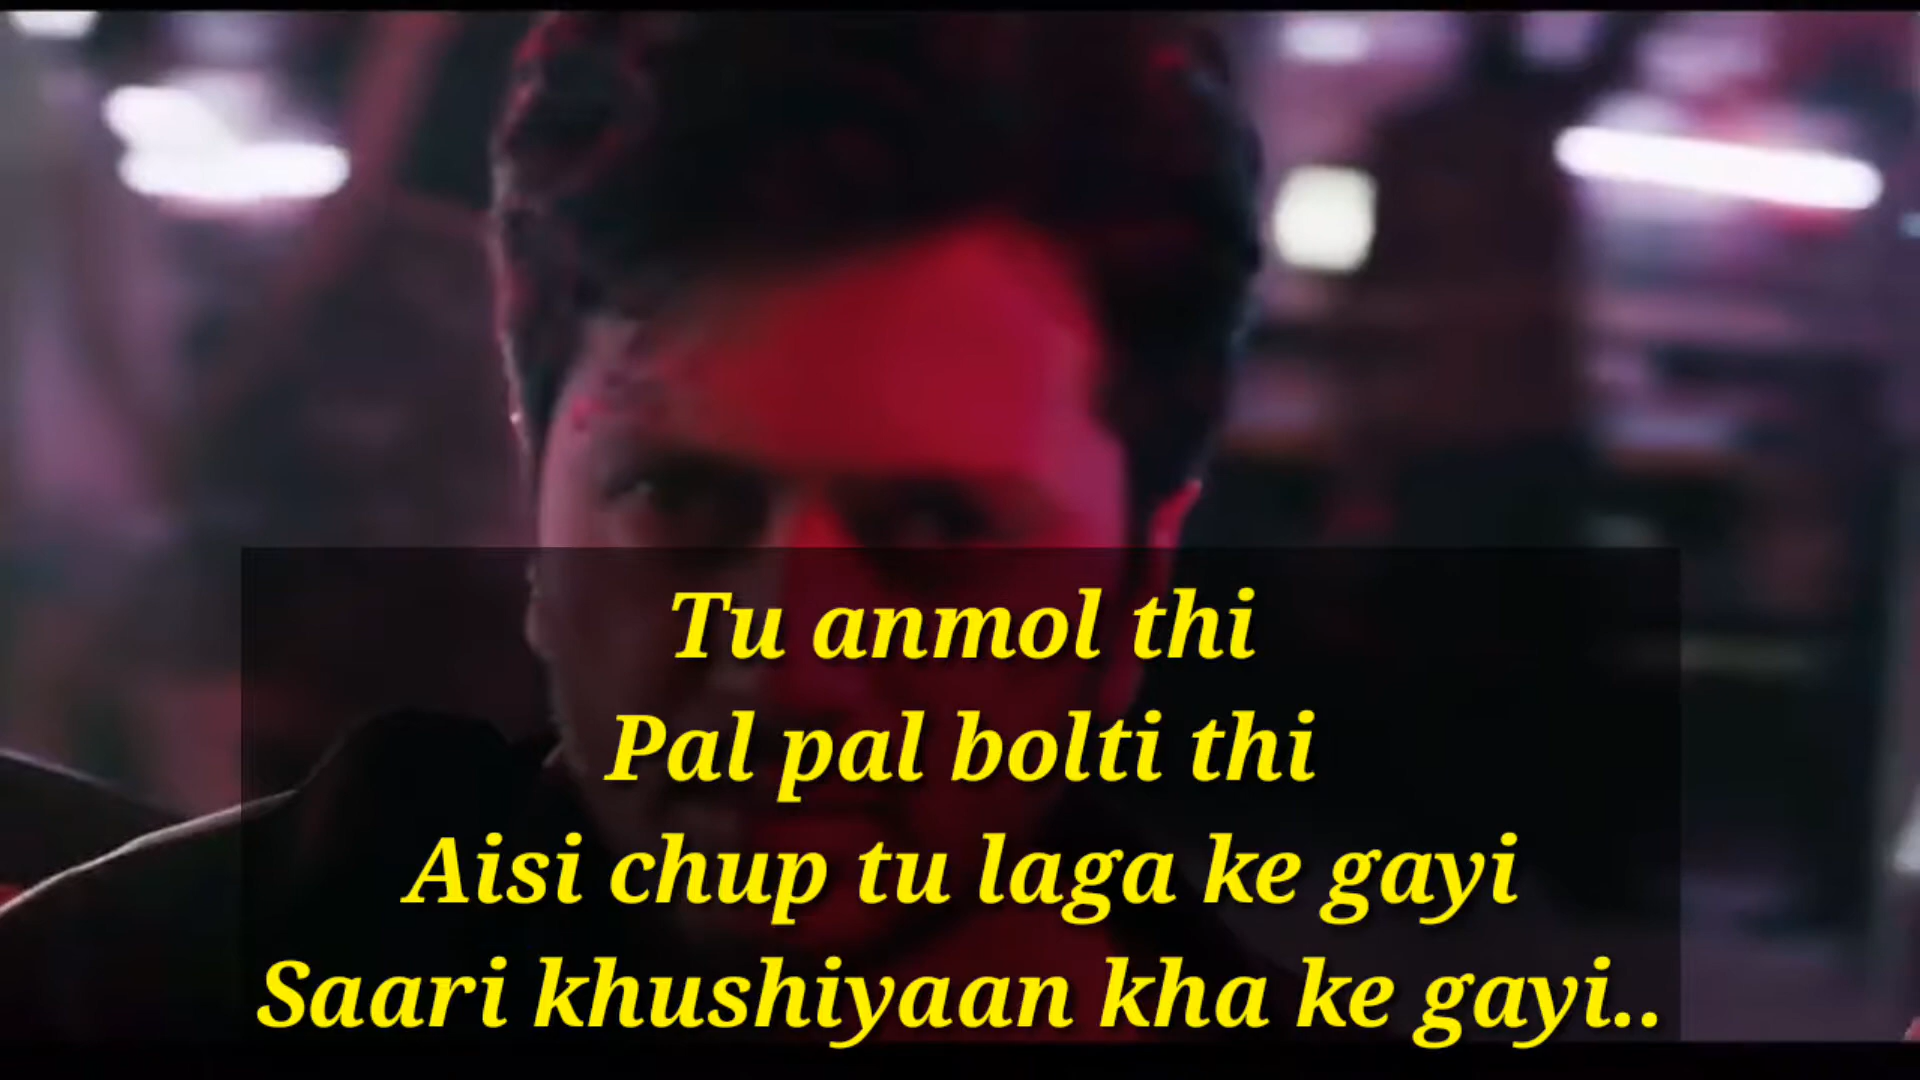 Tu anmol thi
Pal pal bolti thi
Aisi chup tu laga ke gayi
Saari khushiyaan kha ke gayi..